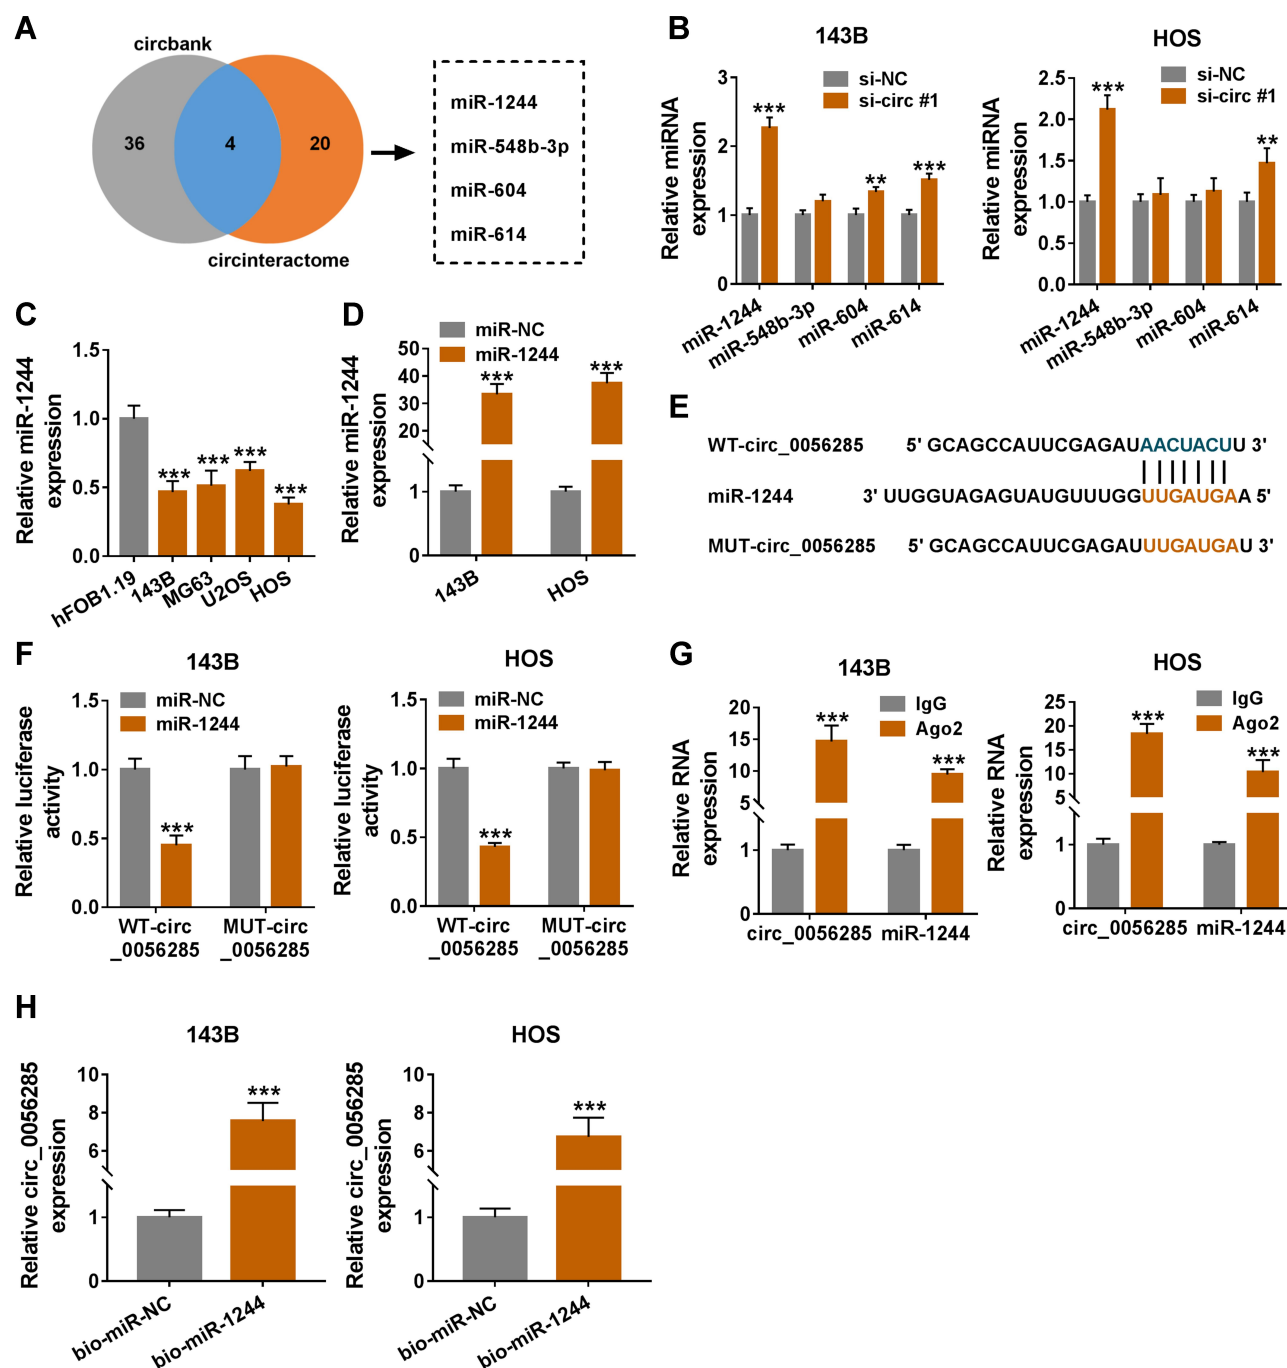 A
circbank
36
4
20
circinteractome
miR-1244
miR-548b-3p
miR-604
miR-614
B
143B
si-NC
si-circ #1
Relative miRNA
expression
3
2
1
0
***
**
***
miR-1244
miR-548b-3p
miR-604
miR-614
HOS
si-NC
si-circ #1
Relative miRNA
expression
2.5
2.0
1.5
1.0
0.5
0.0
***
**
miR-1244
miR-548b-3p
miR-604
miR-614
C
Relative miR-1244
expression
1.5
1.0
0.5
0.0
***
***
***
***
hFOB1.19
143B
MG63
U2OS
HOS
D
miR-NC
miR-1244
Relative miR-1244
expression
50
40
30
20
1
0
***
***
143B
HOS
E
WT-circ_0056285 5' GCAGCCAUUCGAGAUAACUACUU 3'
miR-1244 3' UUGGUAGAGUAUGUUUGGUUGAUGAA 5'
MUT-circ_0056285 5' GCAGCCAUUCGAGAUUUGAUGAU 3'
F
143B
miR-NC
miR-1244
Relative luciferase
activity
1.5
1.0
0.5
0.0
***
WT-circ
_0056285
MUT-circ
_0056285
HOS
miR-NC
miR-1244
Relative luciferase
activity
1.5
1.0
0.5
0.0
***
WT-circ
_0056285
MUT-circ
_0056285
G
143B
IgG
Ago2
Relative RNA
expression
20
15
10
5
1
0
***
***
circ_0056285
miR-1244
HOS
IgG
Ago2
Relative RNA
expression
25
20
15
10
5
1
0
***
***
circ_0056285
miR-1244
H
143B
Relative circ_0056285
expression
10
8
6
1
0
***
bio-miR-NC
bio-miR-1244
HOS
Relative circ_0056285
expression
10
8
6
1
0
***
bio-miR-NC
bio-miR-1244